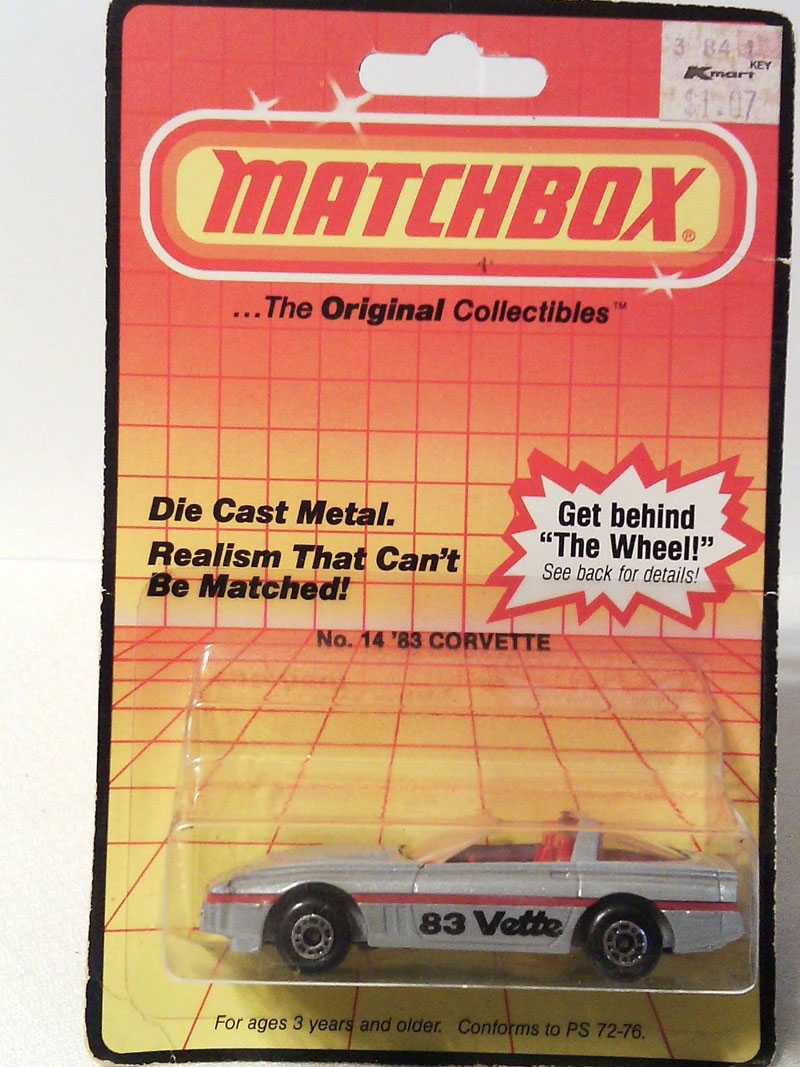 3 84 1
KEY
Kmart
$1.07
MATCHBOX®
...The Original Collectibles™
Die Cast Metal.
Realism That Can't
Be Matched!
Get behind
“The Wheel!”
See back for details!
No. 14 '83 CORVETTE
83 Vette
For ages 3 years and older. Conforms to PS 72-76.